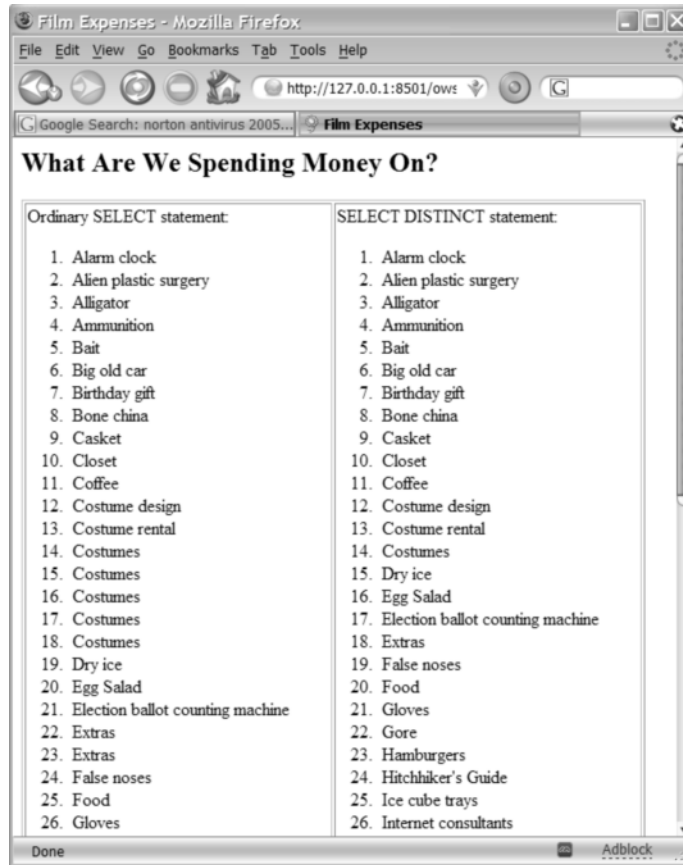 Film Expenses - Mozilla Firefox
File Edit View Go Bookmarks Tab Tools Help
http://127.0.0.1:8501/ows
G
Google Search: norton antivirus 2005... Film Expenses
What Are We Spending Money On?
Ordinary SELECT statement:
1. Alarm clock
2. Alien plastic surgery
3. Alligator
4. Ammunition
5. Bait
6. Big old car
7. Birthday gift
8. Bone china
9. Casket
10. Closet
11. Coffee
12. Costume design
13. Costume rental
14. Costumes
15. Costumes
16. Costumes
17. Costumes
18. Costumes
19. Dry ice
20. Egg Salad
21. Election ballot counting machine
22. Extras
23. Extras
24. False noses
25. Food
26. Gloves
SELECT DISTINCT statement:
1. Alarm clock
2. Alien plastic surgery
3. Alligator
4. Ammunition
5. Bait
6. Big old car
7. Birthday gift
8. Bone china
9. Casket
10. Closet
11. Coffee
12. Costume design
13. Costume rental
14. Costumes
15. Dry ice
16. Egg Salad
17. Election ballot counting machine
18. Extras
19. False noses
20. Food
21. Gloves
22. Gore
23. Hamburgers
24. Hitchhiker's Guide
25. Ice cube trays
26. Internet consultants
Done
Adblock